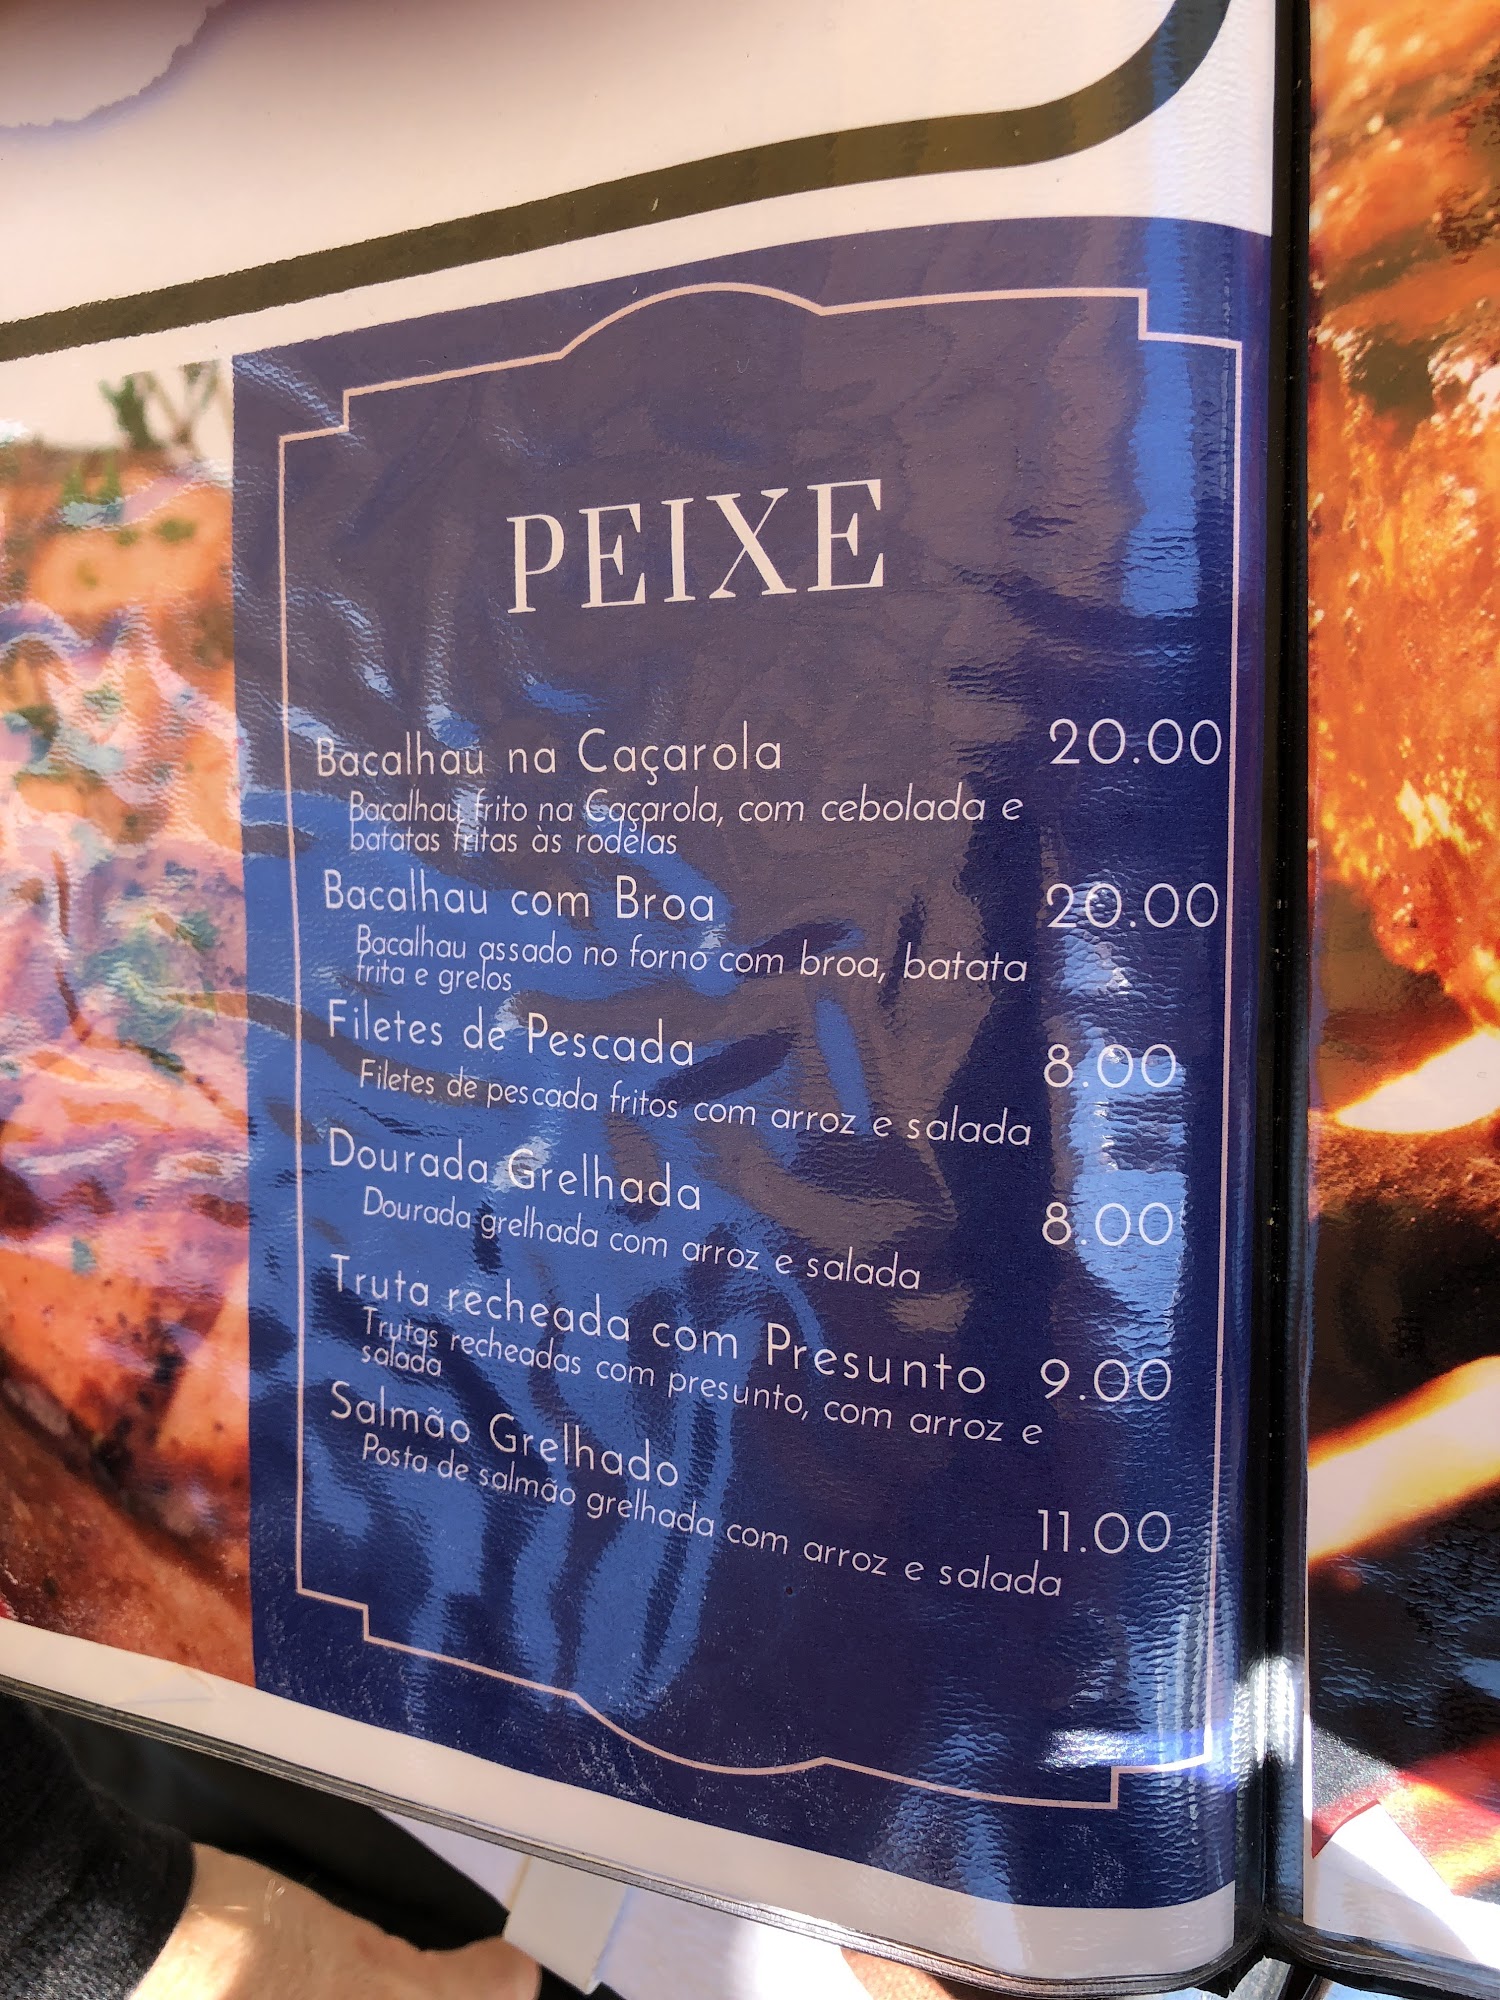 PEIXE
Bacalhau na Caçarola 20.00
Bacalhau frito na Caçarola, com cebolada e
batatas fritas às rodelas
Bacalhau com Broa 20.00
Bacalhau assado no forno com broa, batata
frita e grelos
Filetes de Pescada 8.00
Filetes de pescada fritos com arroz e salada
Dourada Grelhada 8.00
Dourada grelhada com arroz e salada
Truta recheada com Presunto 9.00
Trutas recheadas com presunto, com arroz e
salada
Salmão Grelhado 11.00
Posta de salmão grelhada com arroz e salada